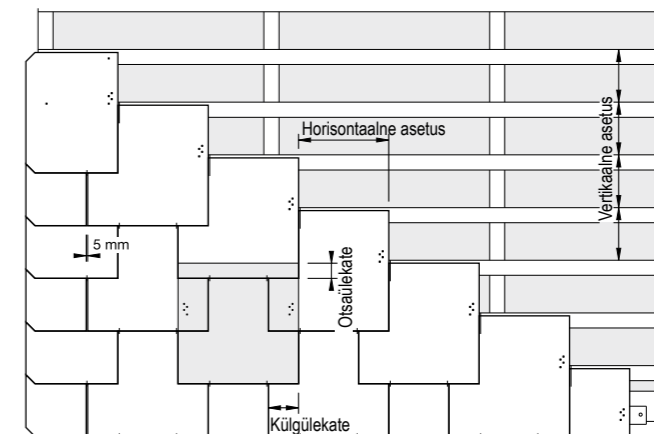 Horisontaalne asetus
Vertikaalne asetus
5 mm
Otsaülekate
Külgülekate